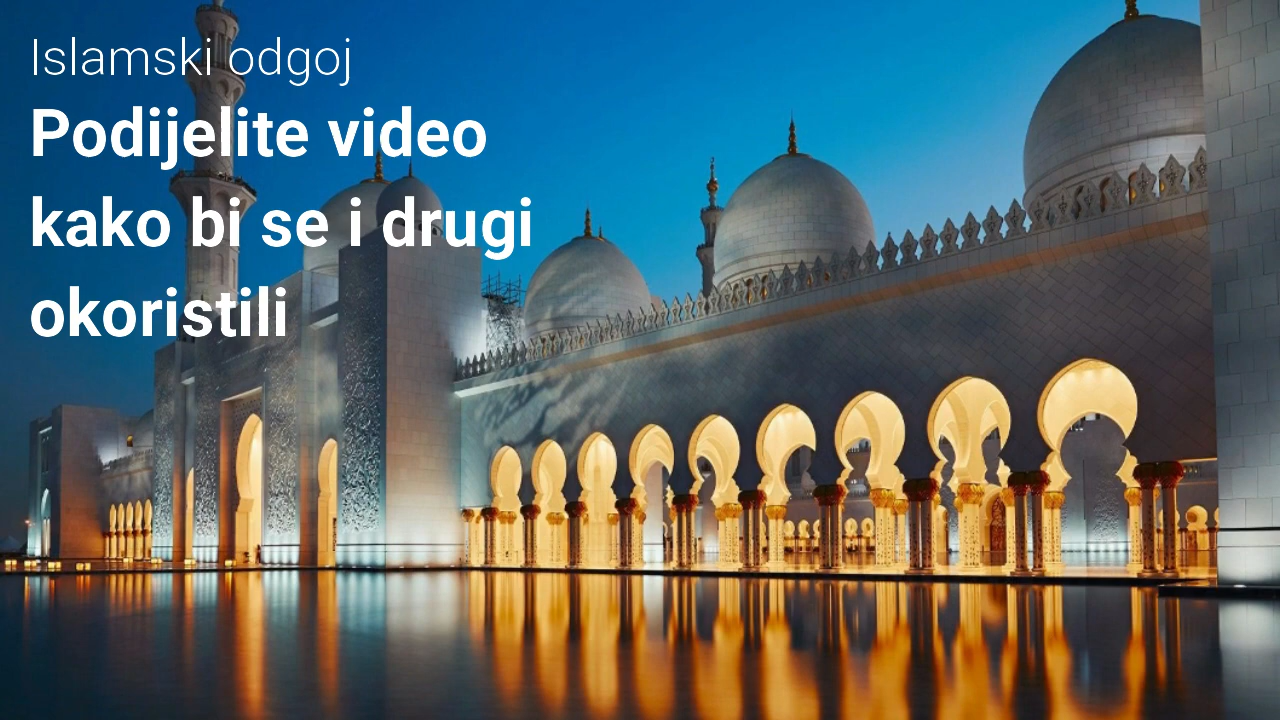 Islamski odgoj
Podijelite video
kako bi se i drugi
okoristili